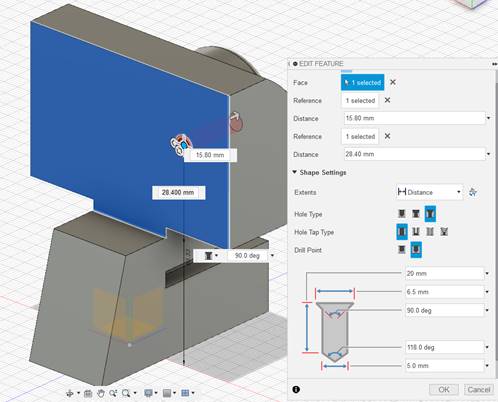 EDIT FEATURE
Face
1 selected
Reference
1 selected
Distance
15.80 mm
Reference
1 selected
Distance
28.40 mm
Shape Settings
Extents
Distance
Hole Type
Hole Tap Type
Drill Point
20 mm
6.5 mm
90.0 deg
118.0 deg
5.0 mm
OK
Cancel
15.80 mm
28.400 mm
90.0 deg